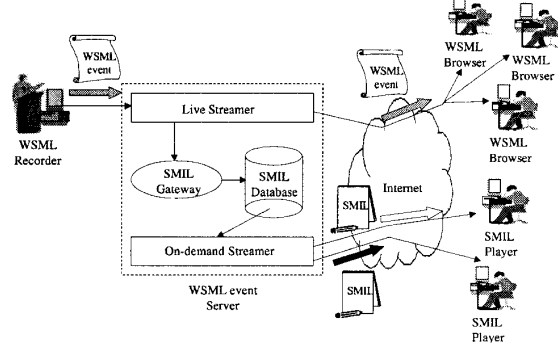 WSML
event
WSML
Recorder
Live Streamer
SMIL
Gateway
SMIL
Database
On-demand Streamer
WSML event
Server
WSML
event
Internet
SMIL
SMIL
WSML
Browser
WSML
Browser
WSML
Browser
SMIL
Player
SMIL
Player